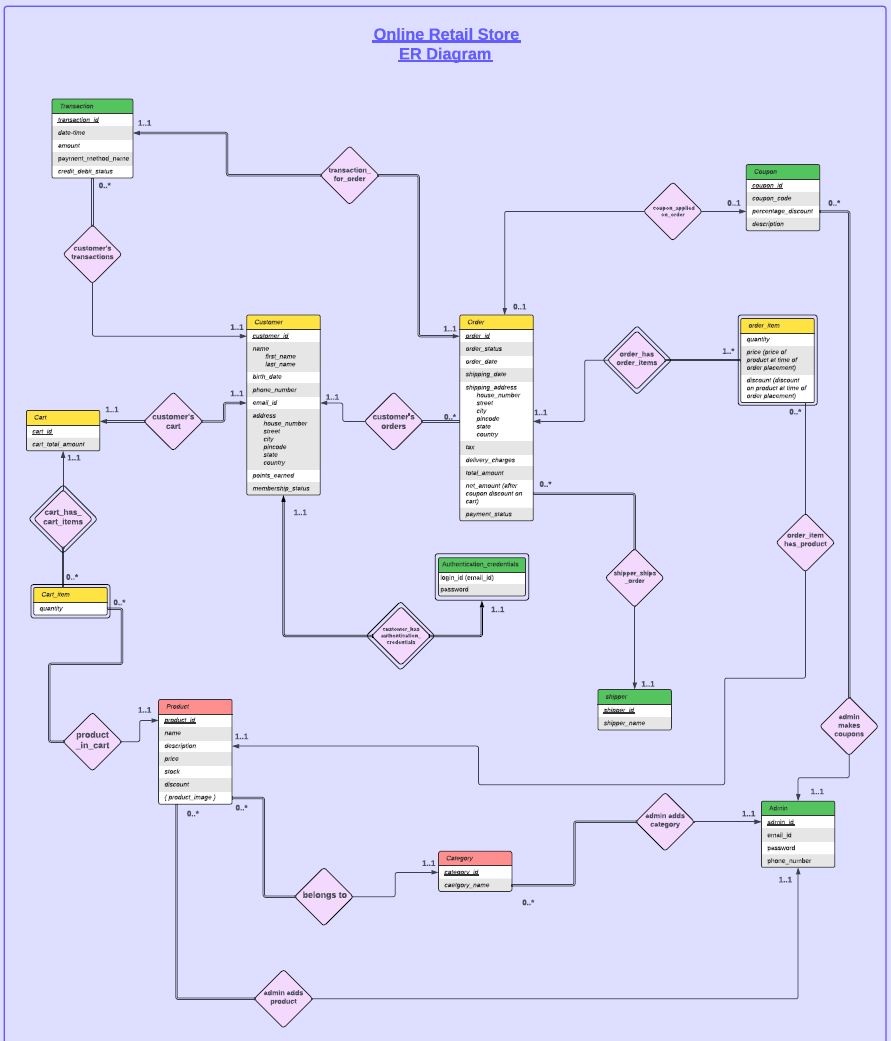 Online Retail Store
ER Diagram
Transaction
transaction_id
date-time
amount
payment_method_name
credit_debit_status
1..1
0..*
transaction_
for_order
customer's
transactions
Coupon
coupon_id
coupon_code
percentage_discount
description
0..1
0..*
coupon_applied
on_order
0..1
1..1
Customer
customer_id
name
first_name
last_name
birth_date
phone_number
email_id
address
house_number
street
city
pincode
state
country
points_earned
membership_status
1..1
1..1
1..1
Order
order_id
order_status
order_date
shipping_date
shipping_address
house_number
street
city
pincode
state
country
tax
delivery_charges
total_amount
net_amount (after
coupon discount on
cart)
payment_status
1..1
0..*
1..1
0..*
order_has
order_items
1..*
order_item
quantity
price (price of
product at time of
order placement)
discount (discount
on product at time of
order placement)
0..*
customer's
orders
customer's
cart
1..1
Cart
cart_id
cart_total_amount
1..1
cart_has_
cart_items
0..*
Cart_item
quantity
0..*
order_item
has_product
Authentication_credentials
login_id (email_id)
password
1..1
customer_has
authentication_
credentials
shipper_ships
_order
1..1
shipper
shipper_id
shipper_name
product
_in_cart
1..1
Product
product_id
name
description
price
stock
discount
( product_image )
1..1
0..*
0..*
admin
makes
coupons
1..1
Admin
admin_id
email_id
password
phone_number
1..1
1..1
admin adds
category
Category
category_id
category_name
1..1
0..*
belongs to
admin adds
product